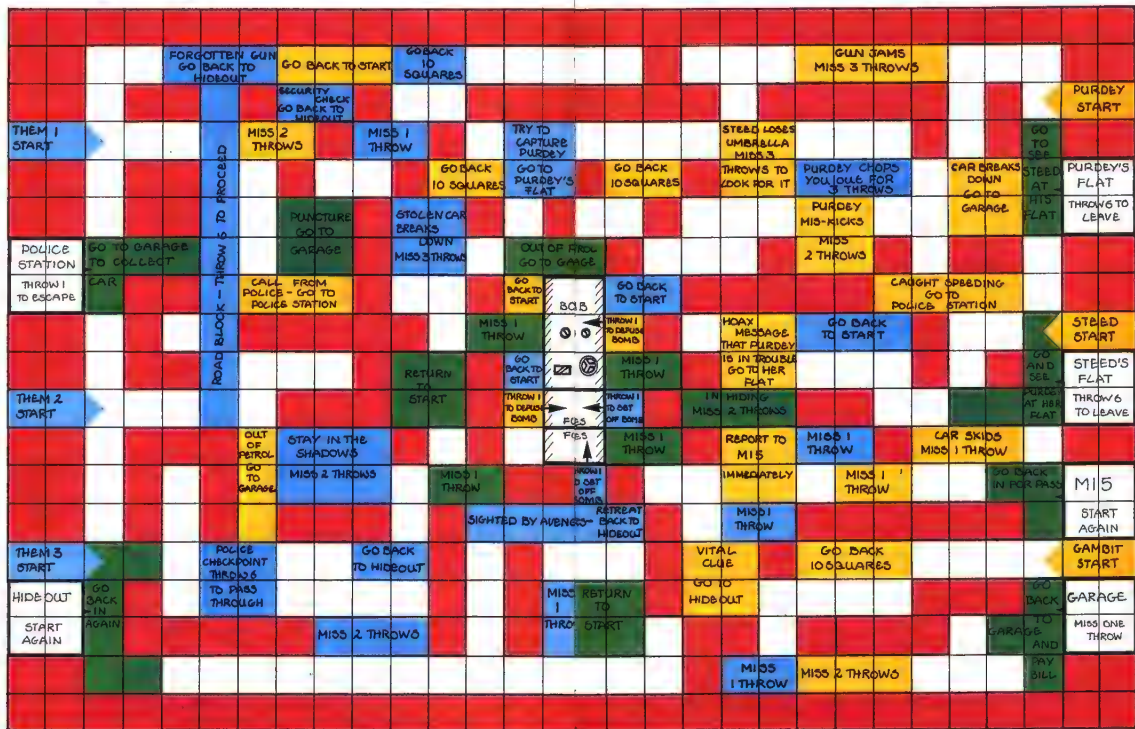 FORGOTTEN GUN
GO BACK TO
HIDEOUT
GO BACK TO START
GO BACK
10
SQUARES
GUN JAMS
MISS 3 THROWS
SECURITY
CHECK
GO BACK TO
HIDEOUT
PURDEY
START
THEM 1
START
ROAD BLOCK - THROW 6 TO PROCEED
MISS 2
THROWS
MISS 1
THROW
TRY TO
CAPTURE
PURDEY
GO TO
PURDEY'S
FLAT
STEED LOSES
UMBRELLA
MISS 3
THROWS TO
LOOK FOR IT
GO
TO
SEE
STEED
AT
HIS
FLAT
GO BACK
10 SQUARES
GO BACK
10 SQUARES
PURDEY CHOPS
YOU
FOR
3 THROWS
CAR BREAKS
DOWN
GO TO
GARAGE
PURDEY'S
FLAT
THROW 6 TO
LEAVE
PUNCTURE
GO TO
GARAGE
STOLEN CAR
BREAKS
DOWN
MISS 3 THROWS
PURDEY
MIS-KICKS
MISS
2 THROWS
POLICE
STATION
THROW 1
TO ESCAPE
GO TO GARAGE
TO COLLECT
CAR
OUT OF
GO TO
CALL FROM
POLICE - GO TO
POLICE STATION
GO
BACK TO
START
GO BACK
TO START
CAUGHT SPEEDING
GO TO
POLICE STATION
MISS 1
THROW
THROW 1
TO DEFUSE
BOMB
HOAX
MESSAGE
THAT PURDEY
IS IN TROUBLE
GO TO HER
FLAT
GO BACK
TO START
STEED
START
RETURN
TO
START
GO
BACK TO
START
MISS 1
THROW
GO
AND
SEE
PURDEY
AT HER
FLAT
STEED'S
FLAT
THROW 6
TO LEAVE
THEM 2
START
THROW 1
TO DEFUSE
BOMB
THROW 1
TO SET
OFF BOMB
IN HIDING
MISS 2 THROWS
OUT
OF
PETROL
GO
TO
GARAGE
STAY IN THE
SHADOWS
MISS 2 THROWS
MISS 1
THROW
REPORT TO
MI5
IMMEDIATELY
MISS 1
THROW
CAR SKIDS
MISS 1 THROW
MISS 1
THROW
THROW 1
TO SET
OFF
BOMB
MISS 1
THROW
GO BACK
IN FOR PASS
MI5
START
AGAIN
SIGHTED BY
RETREAT
BACK TO
HIDEOUT
MISS 1
THROW
THEM 3
START
POLICE
CHECKPOINT
THROW 6
TO PASS
THROUGH
GO BACK
TO HIDEOUT
VITAL
CLUE
GO TO
HIDEOUT
GO BACK
10 SQUARES
GAMBIT
START
HIDEOUT
START
AGAIN
GO
BACK
IN
AGAIN
MISS
1
RETURN
TO
START
GO
BACK
TO
GARAGE
AND
PAY
BILL
GARAGE
MISS ONE
THROW
MISS 2 THROWS
MISS
1 THROW
MISS 2 THROWS